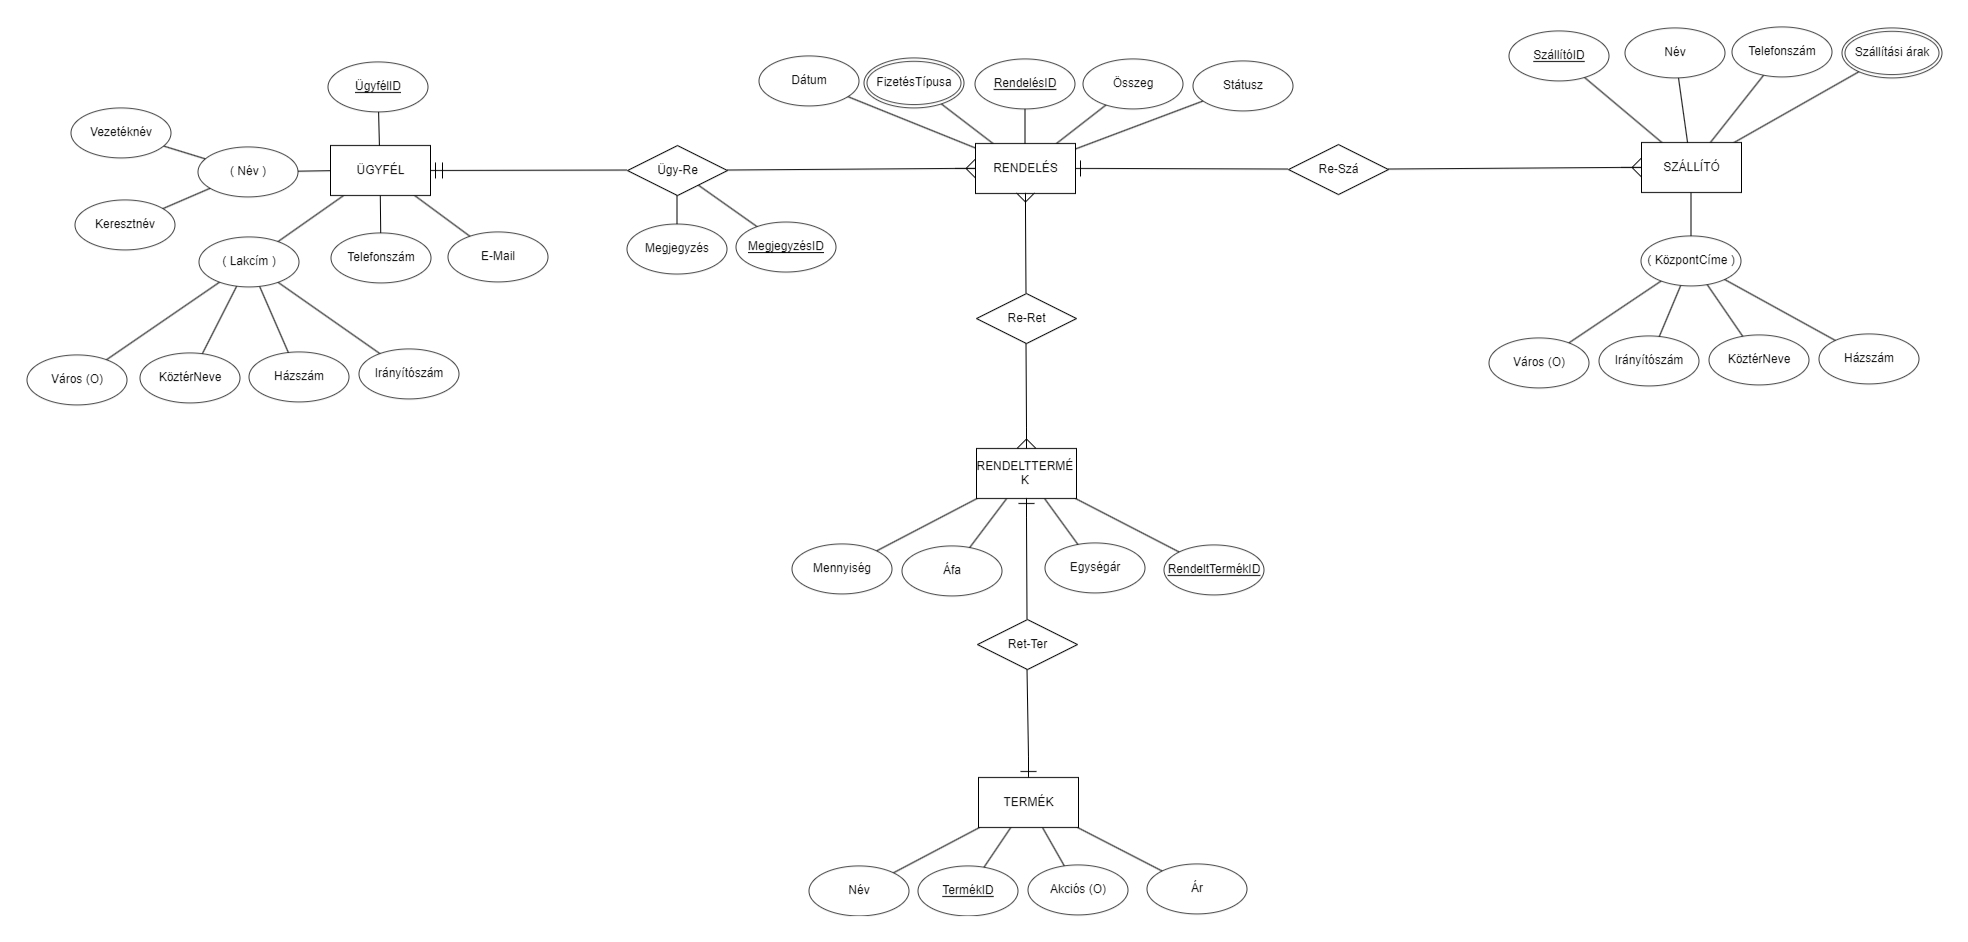 SzállítóID
Név
Telefonszám
Szállítási árak
Dátum
FizetésTípusa
RendelésID
Összeg
Státusz
ÜgyfélID
Vezetéknév
( Név )
Keresztnév
ÜGYFÉL
Ügy-Re
RENDELÉS
Re-Szá
SZÁLLÍTÓ
( Lakcím )
Telefonszám
E-Mail
Megjegyzés
MegjegyzésID
( KözpontCíme )
Re-Ret
Város (O)
KöztérNeve
Házszám
Irányítószám
Város (O)
Irányítószám
KöztérNeve
Házszám
RENDELTTERMÉ
K
Mennyiség
Áfa
Egységár
RendeltTermékID
Ret-Ter
TERMÉK
Név
TermékID
Akciós (O)
Ár